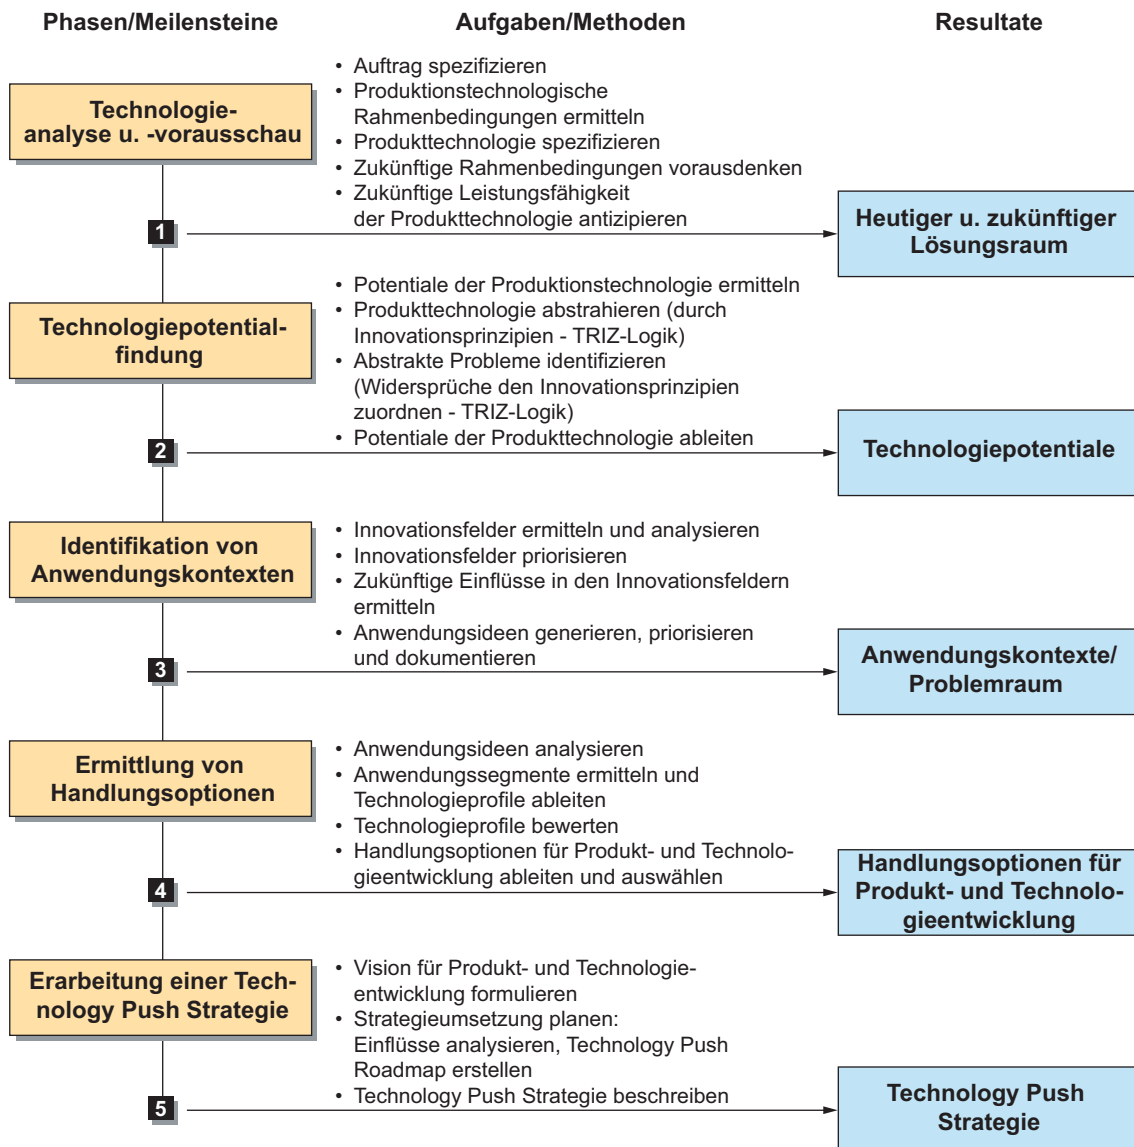 Phasen/Meilensteine
Aufgaben/Methoden
Resultate
Technologie-
analyse u. -vorausschau
• Auftrag spezifizieren
• Produktionstechnologische
Rahmenbedingungen ermitteln
• Produkttechnologie spezifizieren
• Zukünftige Rahmenbedingungen vorausdenken
• Zukünftige Leistungsfähigkeit
der Produkttechnologie antizipieren
1
Heutiger u. zukünftiger
Lösungsraum
Technologiepotential-
findung
• Potentiale der Produktionstechnologie ermitteln
• Produkttechnologie abstrahieren (durch
Innovationsprinzipien - TRIZ-Logik)
• Abstrakte Probleme identifizieren
(Widersprüche den Innovationsprinzipien
zuordnen - TRIZ-Logik)
• Potentiale der Produkttechnologie ableiten
2
Technologiepotentiale
Identifikation von
Anwendungskontexten
• Innovationsfelder ermitteln und analysieren
• Innovationsfelder priorisieren
• Zukünftige Einflüsse in den Innovationsfeldern
ermitteln
• Anwendungsideen generieren, priorisieren
und dokumentieren
3
Anwendungskontexte/
Problemraum
Ermittlung von
Handlungsoptionen
• Anwendungsideen analysieren
• Anwendungssegmente ermitteln und
Technologieprofile ableiten
• Technologieprofile bewerten
• Handlungsoptionen für Produkt- und Technolo-
gieentwicklung ableiten und auswählen
4
Handlungsoptionen für
Produkt- und Technolo-
gieentwicklung
Erarbeitung einer Tech-
nology Push Strategie
• Vision für Produkt- und Technologie-
entwicklung formulieren
• Strategieumsetzung planen:
Einflüsse analysieren, Technology Push
Roadmap erstellen
• Technology Push Strategie beschreiben
5
Technology Push
Strategie